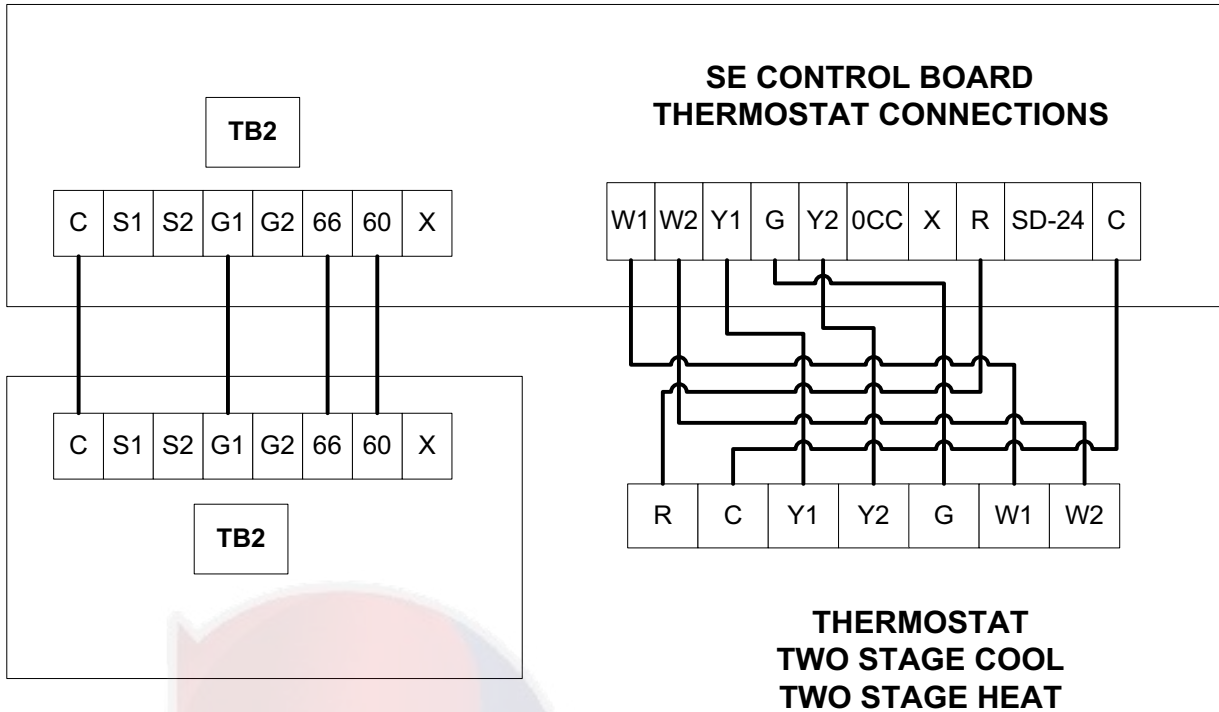 SE CONTROL BOARD
THERMOSTAT CONNECTIONS
TB2
C S1 S2 G1 G2 66 60 X
W1 W2 Y1 G Y2 0CC X R SD-24 C
C S1 S2 G1 G2 66 60 X
TB2
R C Y1 Y2 G W1 W2
THERMOSTAT
TWO STAGE COOL
TWO STAGE HEAT